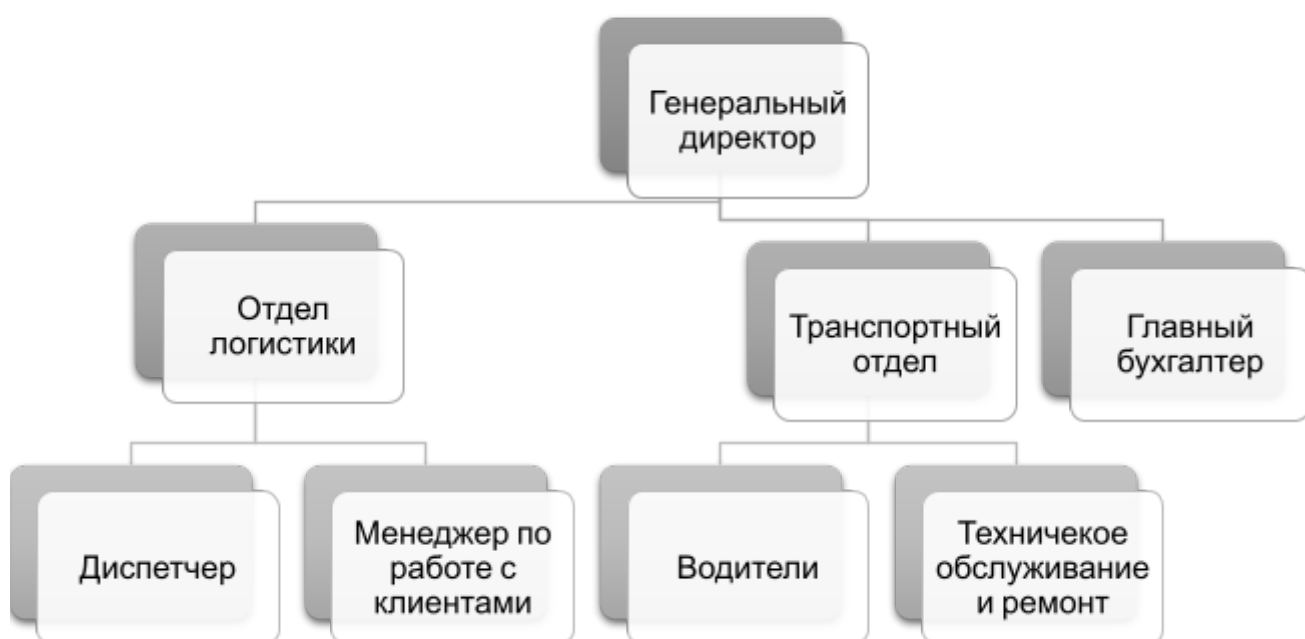 Генеральный
директор
Отдел
логистики
Транспортный
отдел
Главный
бухгалтер
Диспетчер
Менеджер по
работе с
клиентами
Водители
Техничекое
обслуживание
и ремонт